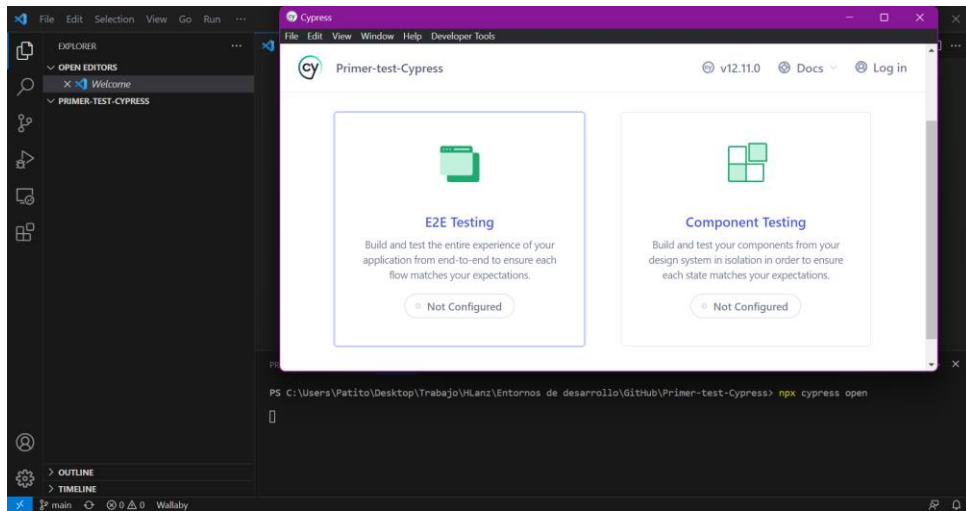 File Edit Selection View Go Run ···
EXPLORER ···
OPEN EDITORS
Welcome
PRIMER-TEST-CYPRESS
OUTLINE
TIMELINE
Cypress
File Edit View Window Help Developer Tools
cy Primer-test-Cypress v12.11.0 Docs Log in
E2E Testing
Build and test the entire experience of your
application from end-to-end to ensure each
flow matches your expectations.
Not Configured
Component Testing
Build and test your components from your
design system in isolation in order to ensure
each state matches your expectations.
Not Configured
PS C:\Users\Patito\Desktop\Trabajo\HLanz\Entornos de desarrollo\GitHub\Primer-test-Cypress> npx cypress open
main 0 0 Wallaby